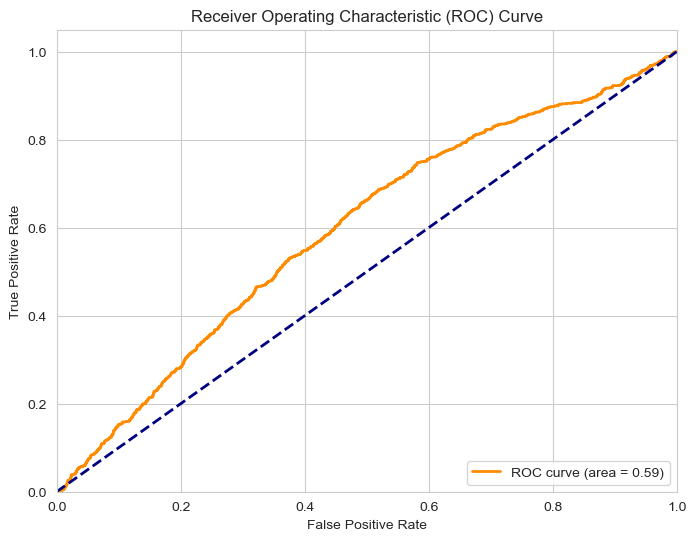 Receiver Operating Characteristic (ROC) Curve
True Positive Rate
1.0
0.8
0.6
0.4
0.2
0.0
ROC curve (area = 0.59)
0.0 0.2 0.4 0.6 0.8 1.0
False Positive Rate